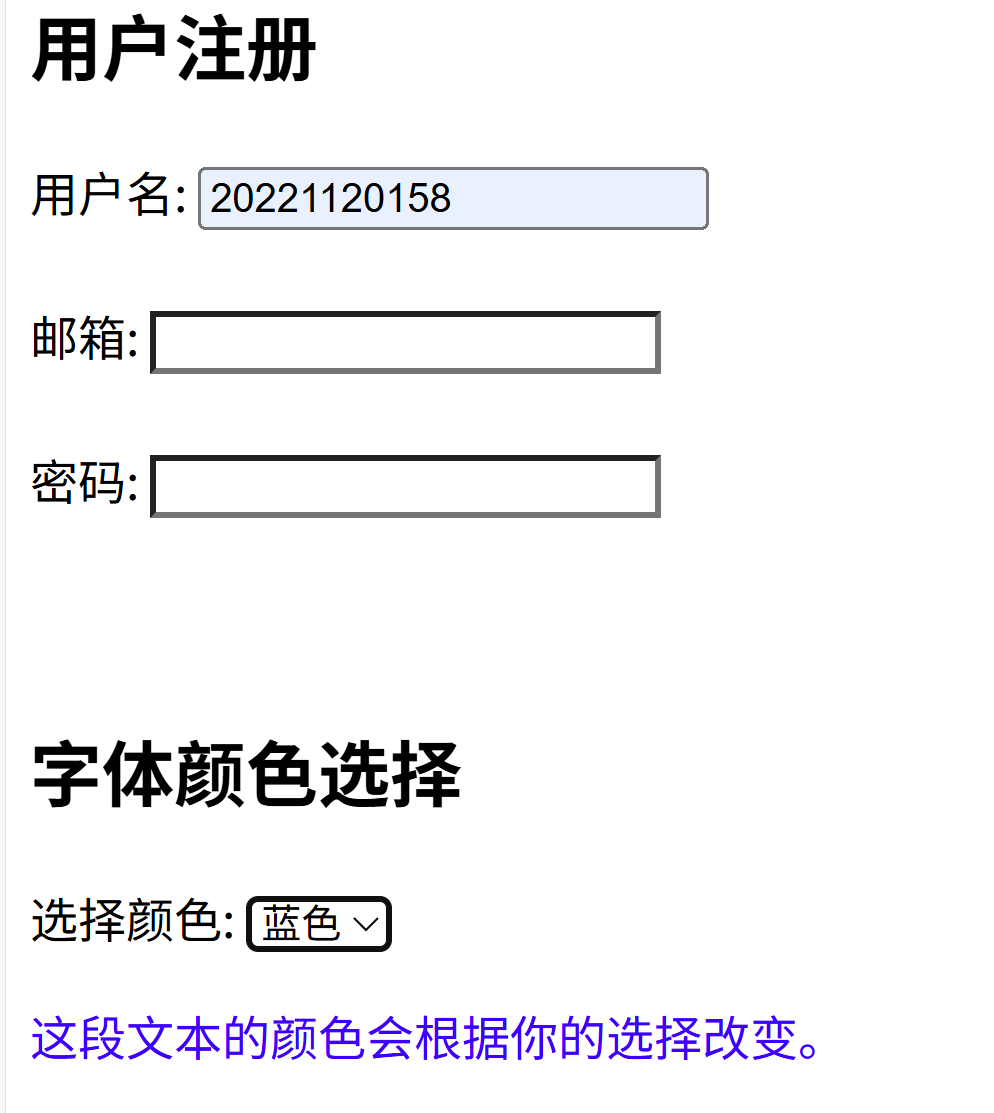 用户注册
用户名: 20221120158
邮箱:
密码:
字体颜色选择
选择颜色: 蓝色
这段文本的颜色会根据你的选择改变。